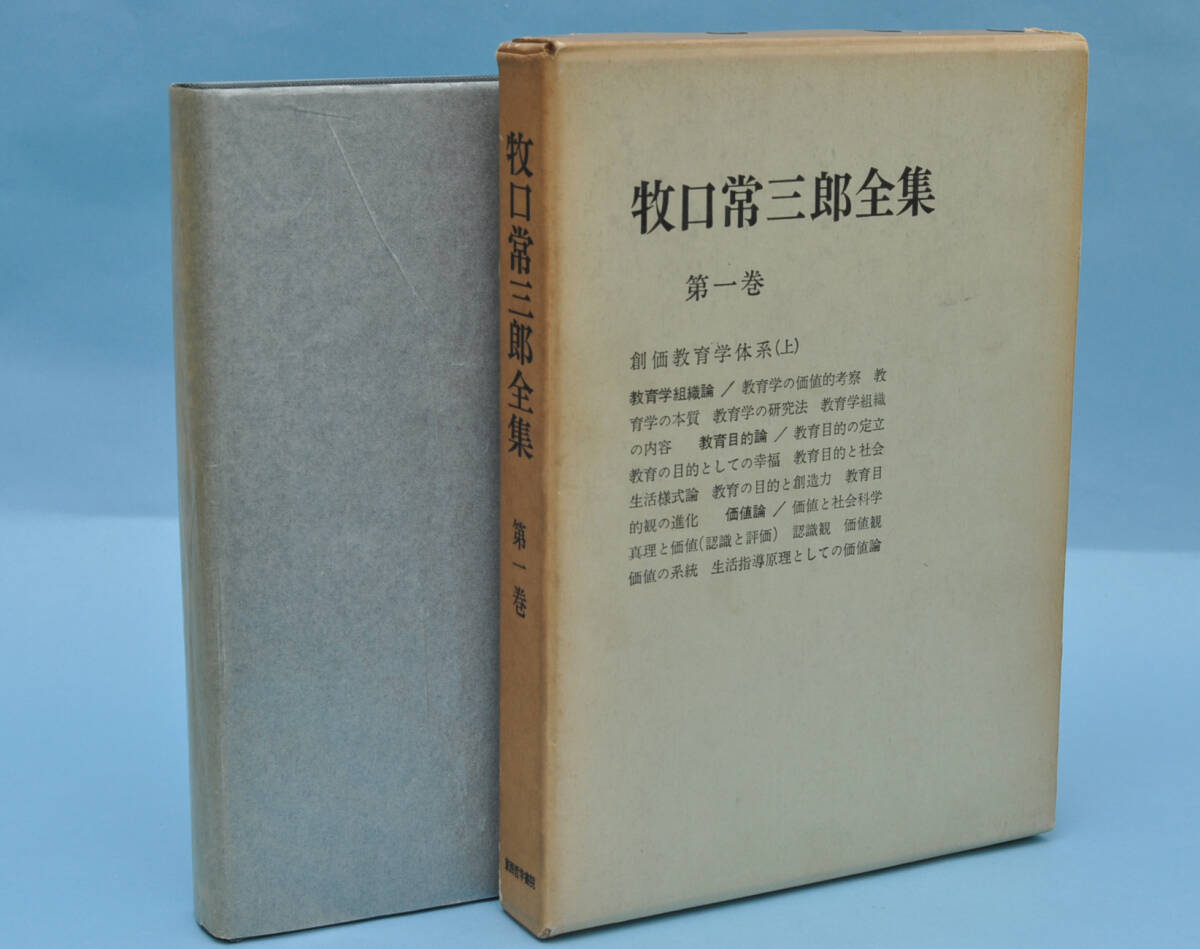 牧口常三郎全集
第一巻
創価教育学体系(上)
教育学組織論／教育学の価値的考察 教
育学の本質 教育学の研究法 教育学組織
の内容 教育目的論／教育目的の定立
教育の目的としての幸福 教育目的と社会
生活様式論 教育の目的と創造力 教育目
的観の進化 価値論／価値と社会科学
真理と価値(認識と評価) 認識観 価値観
価値の系統 生活指導原理としての価値論
牧口常三郎全集 第一巻